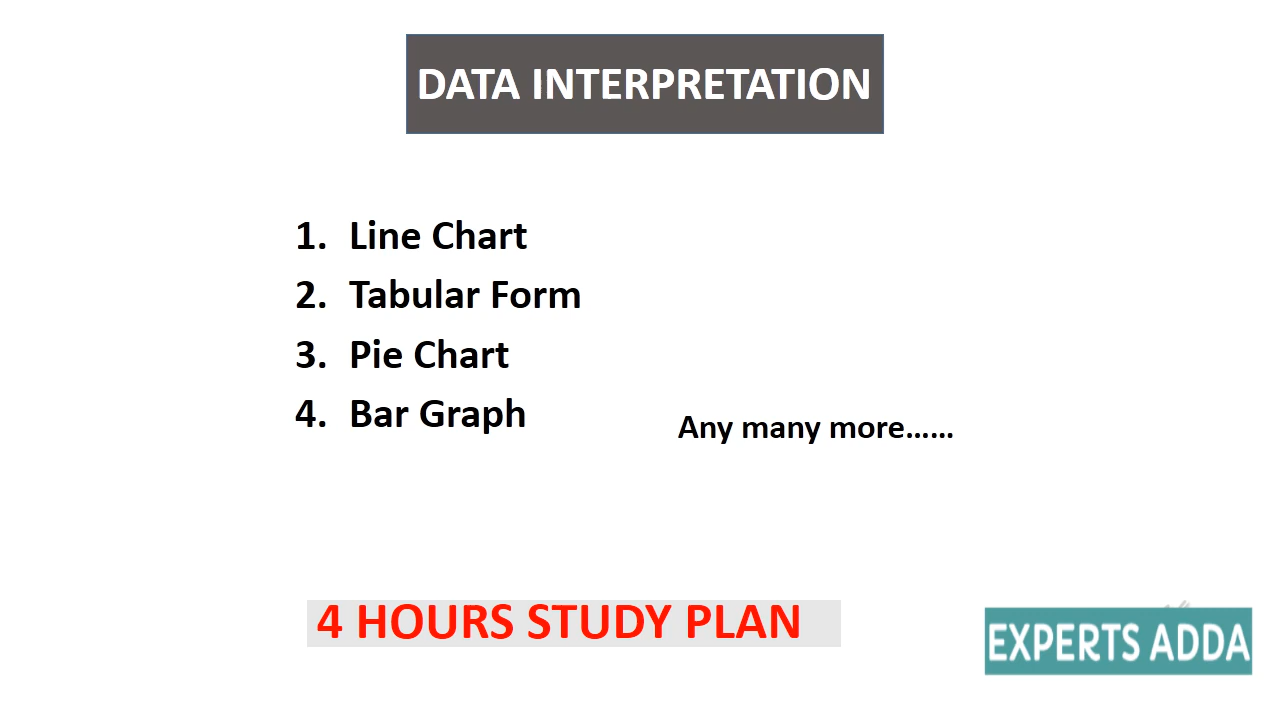 DATA INTERPRETATION
1. Line Chart
2. Tabular Form
3. Pie Chart
4. Bar Graph
Any many more......
4 HOURS STUDY PLAN
EXPERTS ADDA